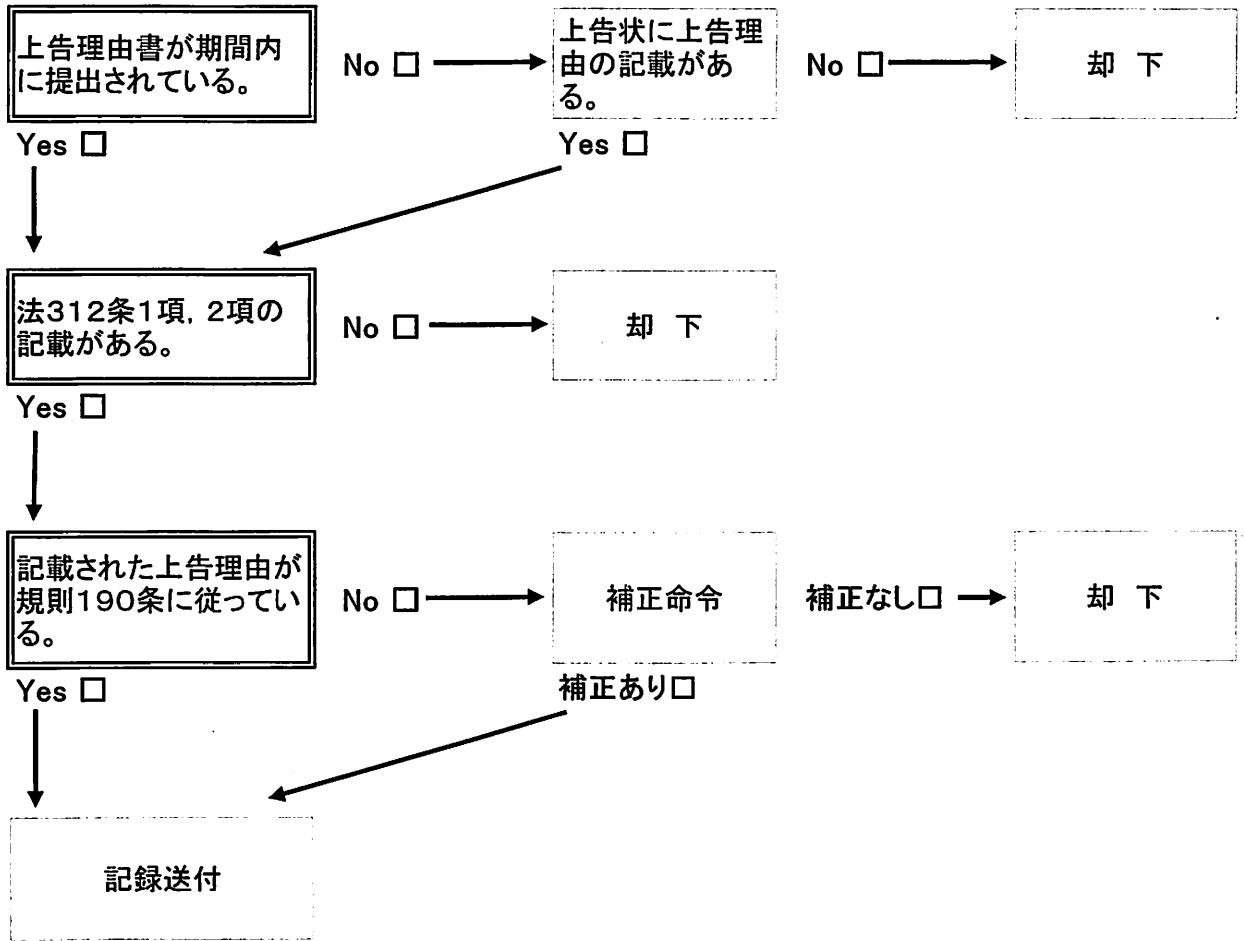 上告理由書が期間内
に提出されている。
No □
上告状に上告理
由の記載があ
る。
No □
却 下
Yes □
Yes □
法312条1項，2項の
記載がある。
No □
却 下
Yes □
記載された上告理由が
規則190条に従ってい
る。
No □
補正命令
補正なし□
却 下
Yes □
補正あり□
記録送付